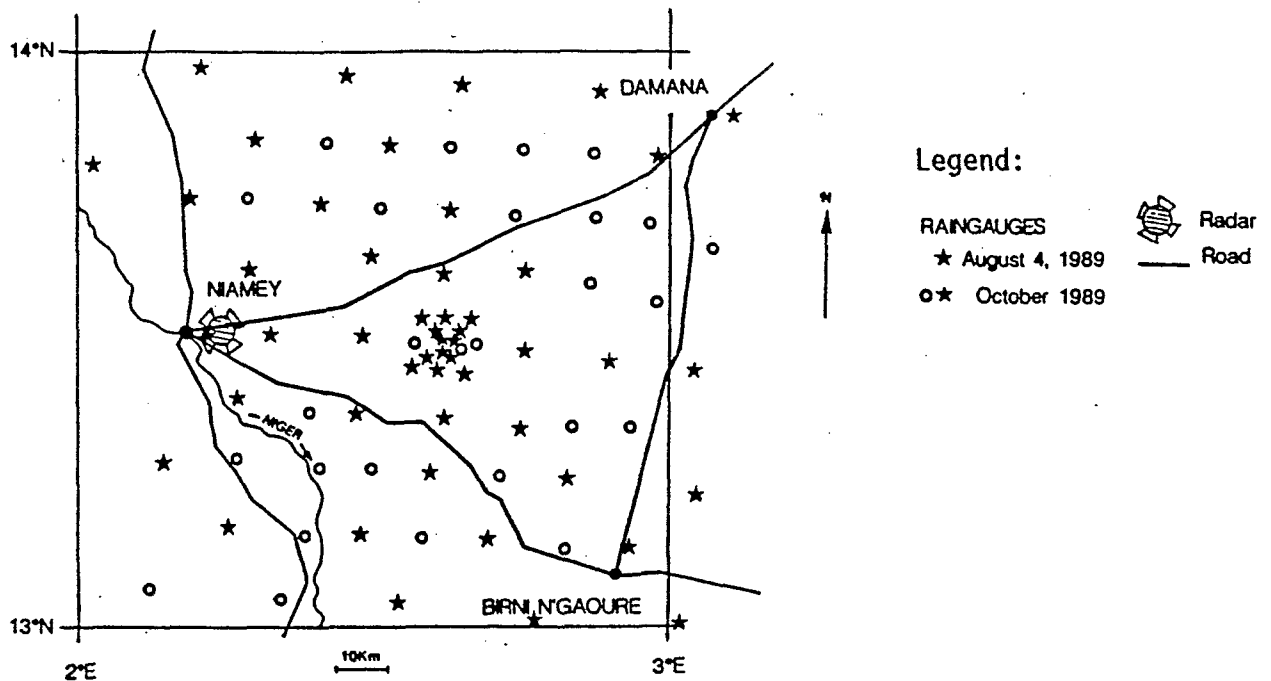 14°N
DAMANA
NIAMEY
NIGER
BIRNI N'GAOURE
13°N
2°E
10Km
3°E
N
Legend:
RAINGAUGES
★ August 4, 1989
○★ October 1989
Radar
Road